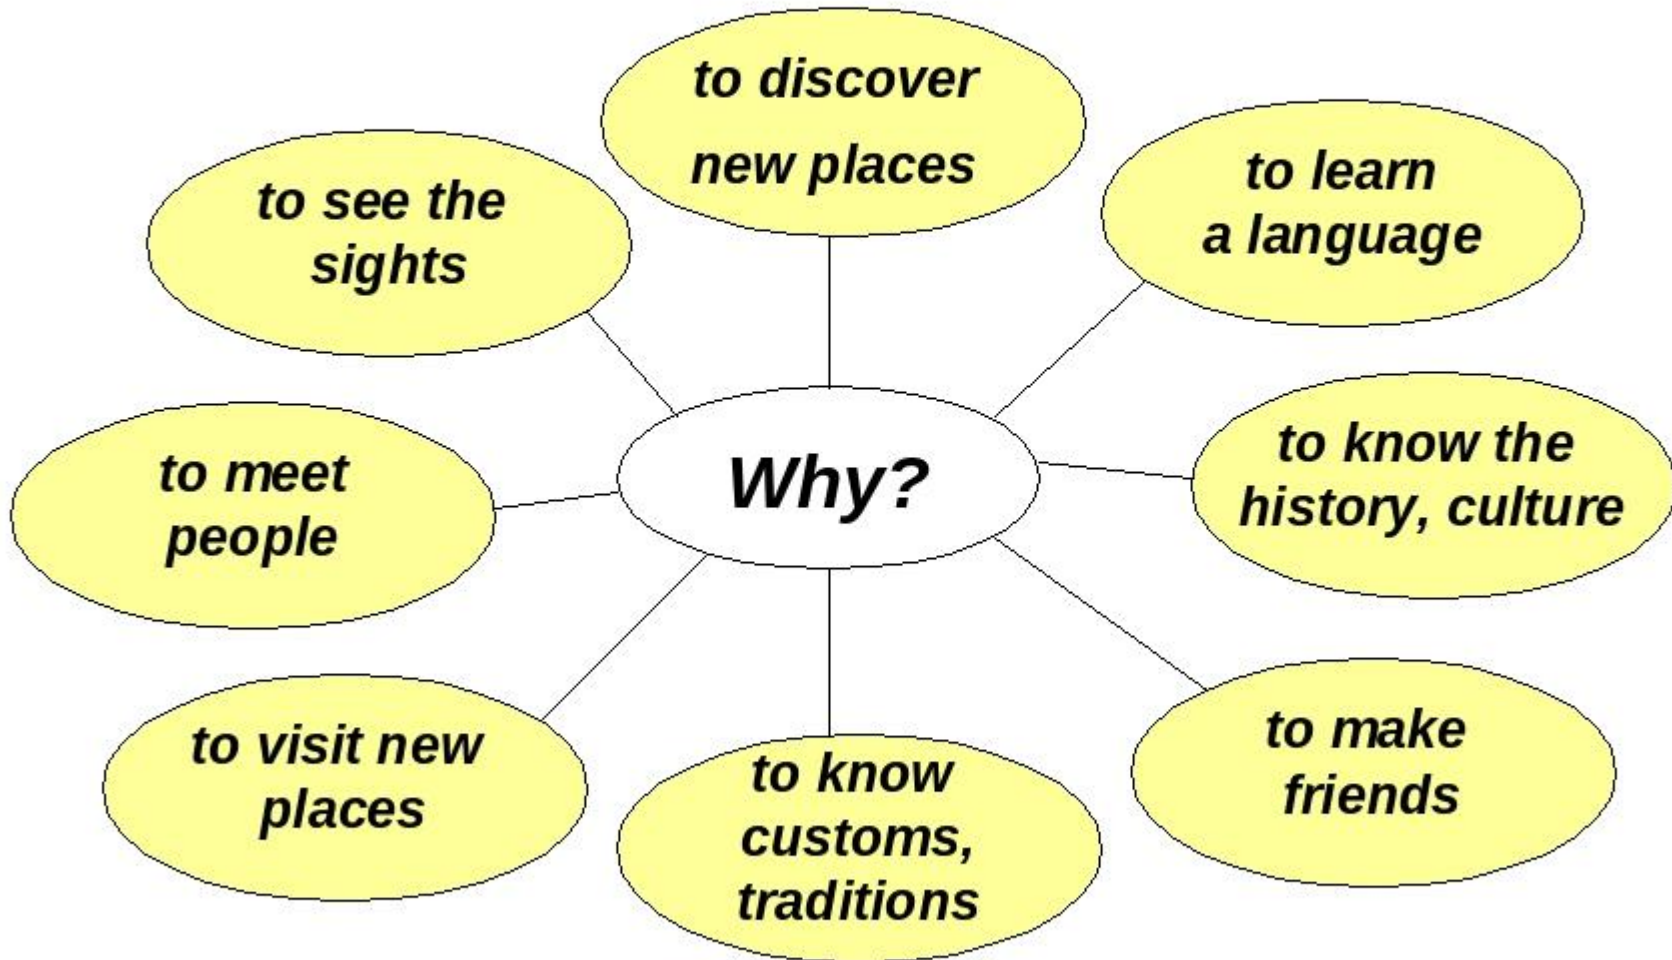 to discover
new places
to see the
sights
to learn
a language
to meet
people
Why?
to know the
history, culture
to visit new
places
to know
customs,
traditions
to make
friends